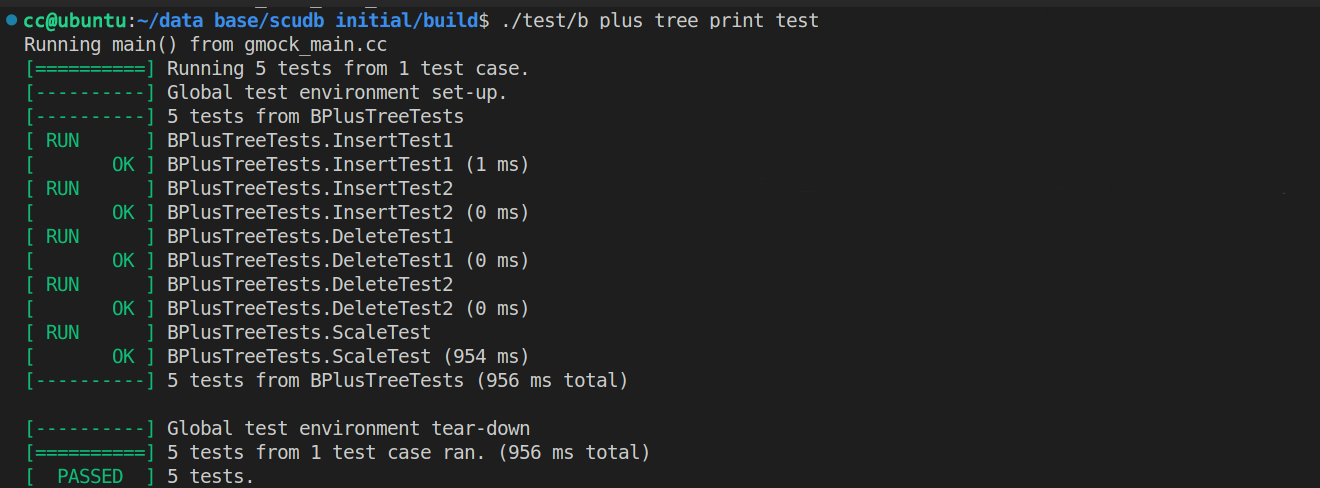 cc@ubuntu:~/data base/scudb initial/build$ ./test/b plus tree print test
Running main() from gmock_main.cc
[==========] Running 5 tests from 1 test case.
[----------] Global test environment set-up.
[----------] 5 tests from BPlusTreeTests
[ RUN      ] BPlusTreeTests.InsertTest1
[       OK ] BPlusTreeTests.InsertTest1 (1 ms)
[ RUN      ] BPlusTreeTests.InsertTest2
[       OK ] BPlusTreeTests.InsertTest2 (0 ms)
[ RUN      ] BPlusTreeTests.DeleteTest1
[       OK ] BPlusTreeTests.DeleteTest1 (0 ms)
[ RUN      ] BPlusTreeTests.DeleteTest2
[       OK ] BPlusTreeTests.DeleteTest2 (0 ms)
[ RUN      ] BPlusTreeTests.ScaleTest
[       OK ] BPlusTreeTests.ScaleTest (954 ms)
[----------] 5 tests from BPlusTreeTests (956 ms total)

[----------] Global test environment tear-down
[==========] 5 tests from 1 test case ran. (956 ms total)
[  PASSED  ] 5 tests.